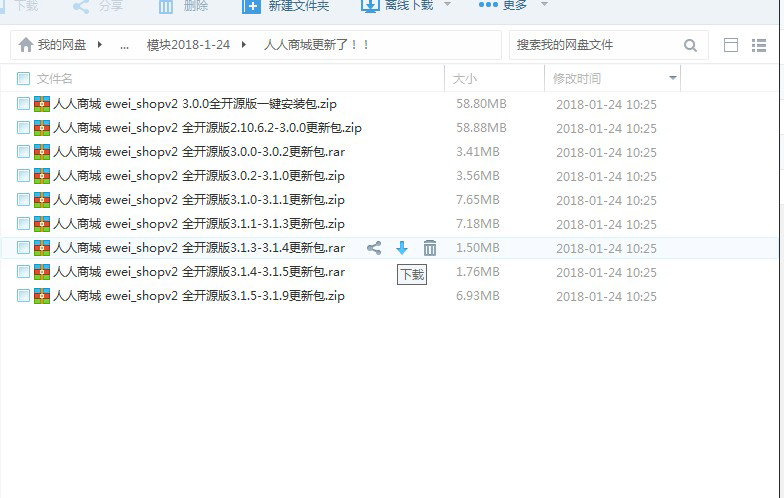 下载 分享 删除 新建文件夹 离线下载 更多
我的网盘 ... 模块2018-1-24 人人商城更新了！！ 搜索我的网盘文件
文件名 大小 修改时间
人人商城 ewei_shopv2 3.0.0全开源版一键安装包.zip 58.80MB 2018-01-24 10:25
人人商城 ewei_shopv2 全开源版2.10.6.2-3.0.0更新包.zip 58.88MB 2018-01-24 10:25
人人商城 ewei_shopv2 全开源版3.0.0-3.0.2更新包.rar 3.41MB 2018-01-24 10:25
人人商城 ewei_shopv2 全开源版3.0.2-3.1.0更新包.zip 3.56MB 2018-01-24 10:25
人人商城 ewei_shopv2 全开源版3.1.0-3.1.1更新包.zip 7.65MB 2018-01-24 10:25
人人商城 ewei_shopv2 全开源版3.1.1-3.1.3更新包.zip 7.18MB 2018-01-24 10:25
人人商城 ewei_shopv2 全开源版3.1.3-3.1.4更新包.rar 1.50MB 2018-01-24 10:25
人人商城 ewei_shopv2 全开源版3.1.4-3.1.5更新包.rar 下载 1.76MB 2018-01-24 10:25
人人商城 ewei_shopv2 全开源版3.1.5-3.1.9更新包.zip 6.93MB 2018-01-24 10:25